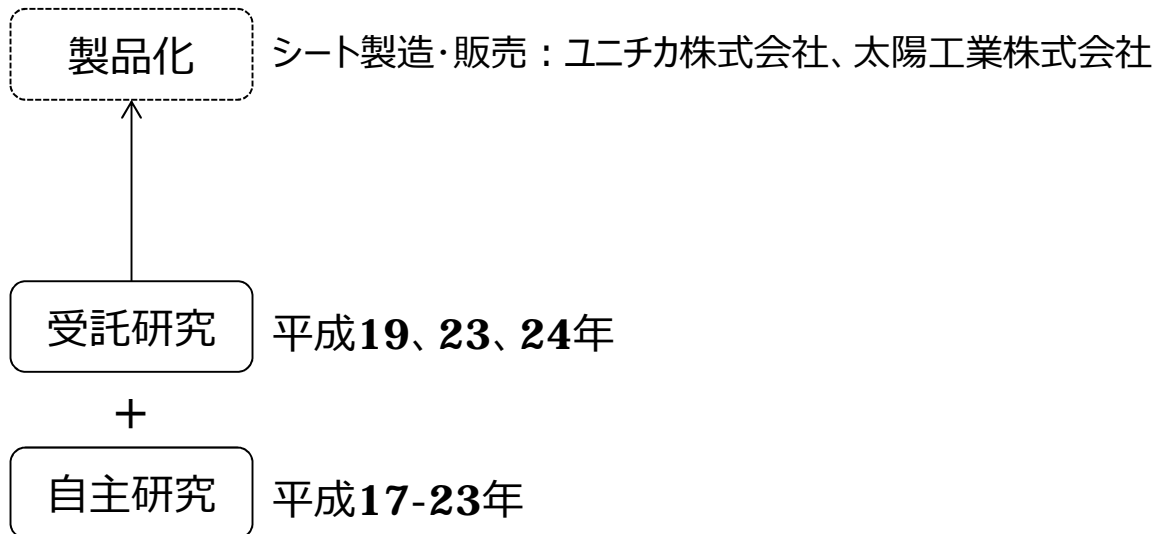 製品化 シート製造・販売：ユニチカ株式会社、太陽工業株式会社
受託研究 平成19、23、24年
＋
自主研究 平成17-23年